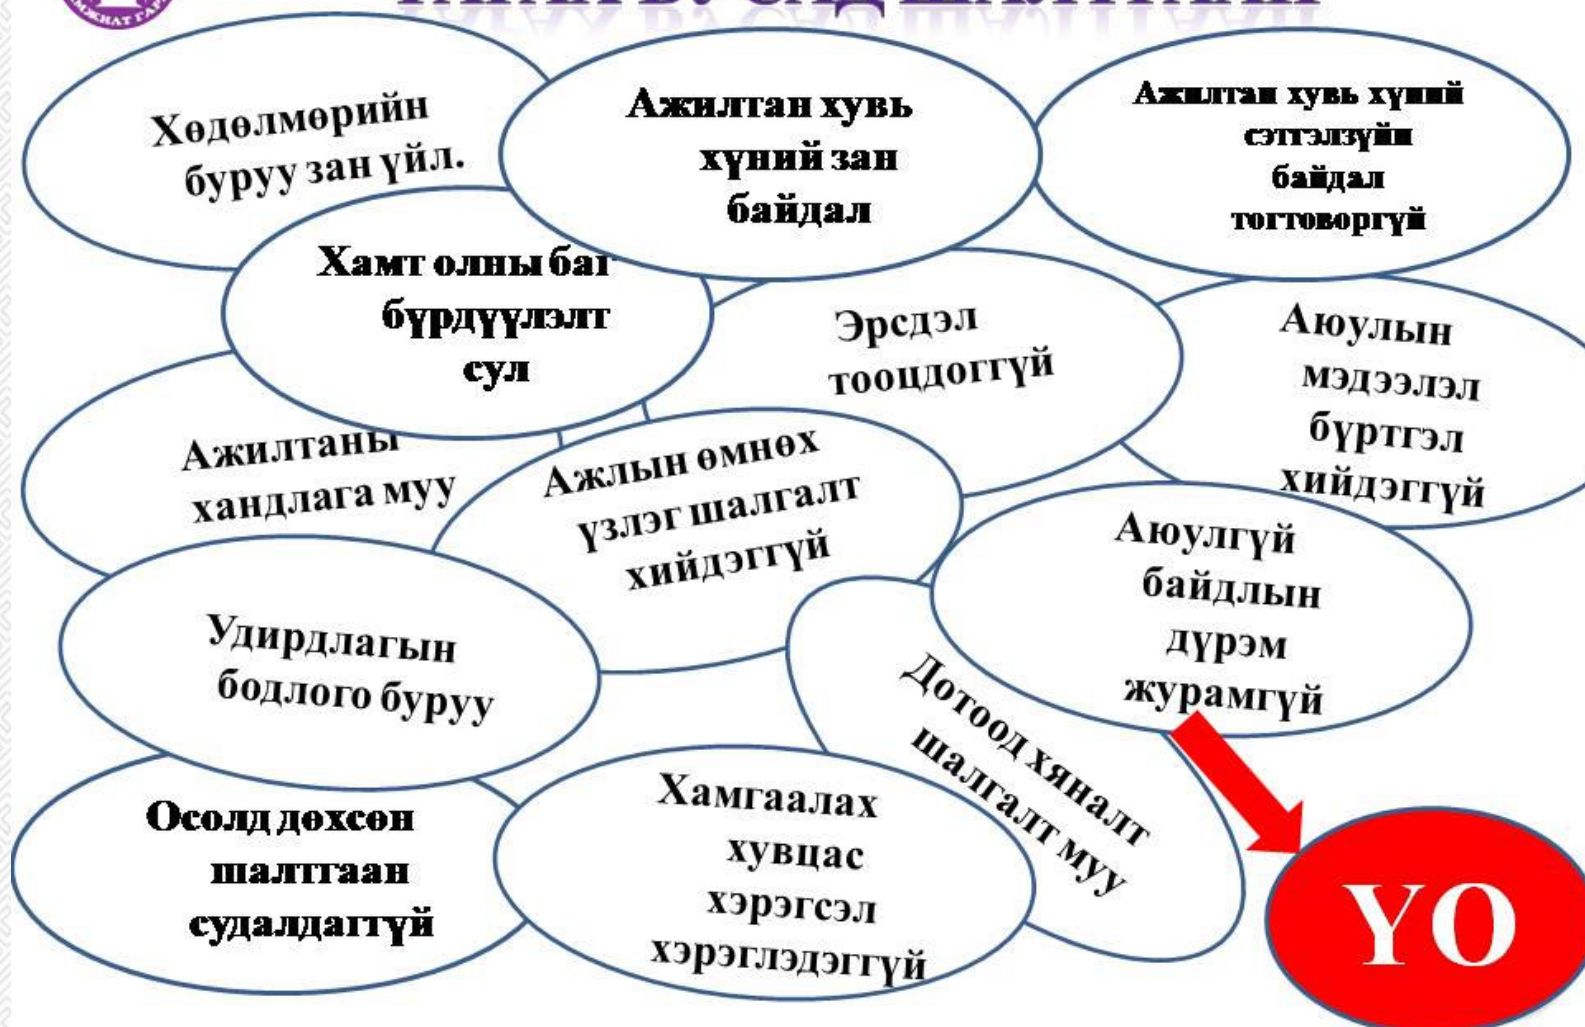 Хөдөлмөрийн
буруу зан үйл.
Ажилтан хувь
хүний зан
байдал
Ажилтан хувь хүний
сэтгэлзүйн
байдал
тогтоворгүй
Хамт олны баг
бүрдүүлэлт
сул
Эрсдэл
тооцдоггүй
Аюулын
мэдээлэл
бүртгэл
хийдэггүй
Ажилтаны
хандлага муу
Ажлын өмнөх
үзлэг шалгалт
хийдэггүй
Аюулгүй
байдлын
дүрэм
журамгүй
Удирдлагын
бодлого буруу
Дотоод хяналт
шалгалт муу
Осолд дөхсөн
шалтгаан
судалдаггүй
Хамгаалах
хувцас
хэрэгсэл
хэрэглэдэггүй
ҮО